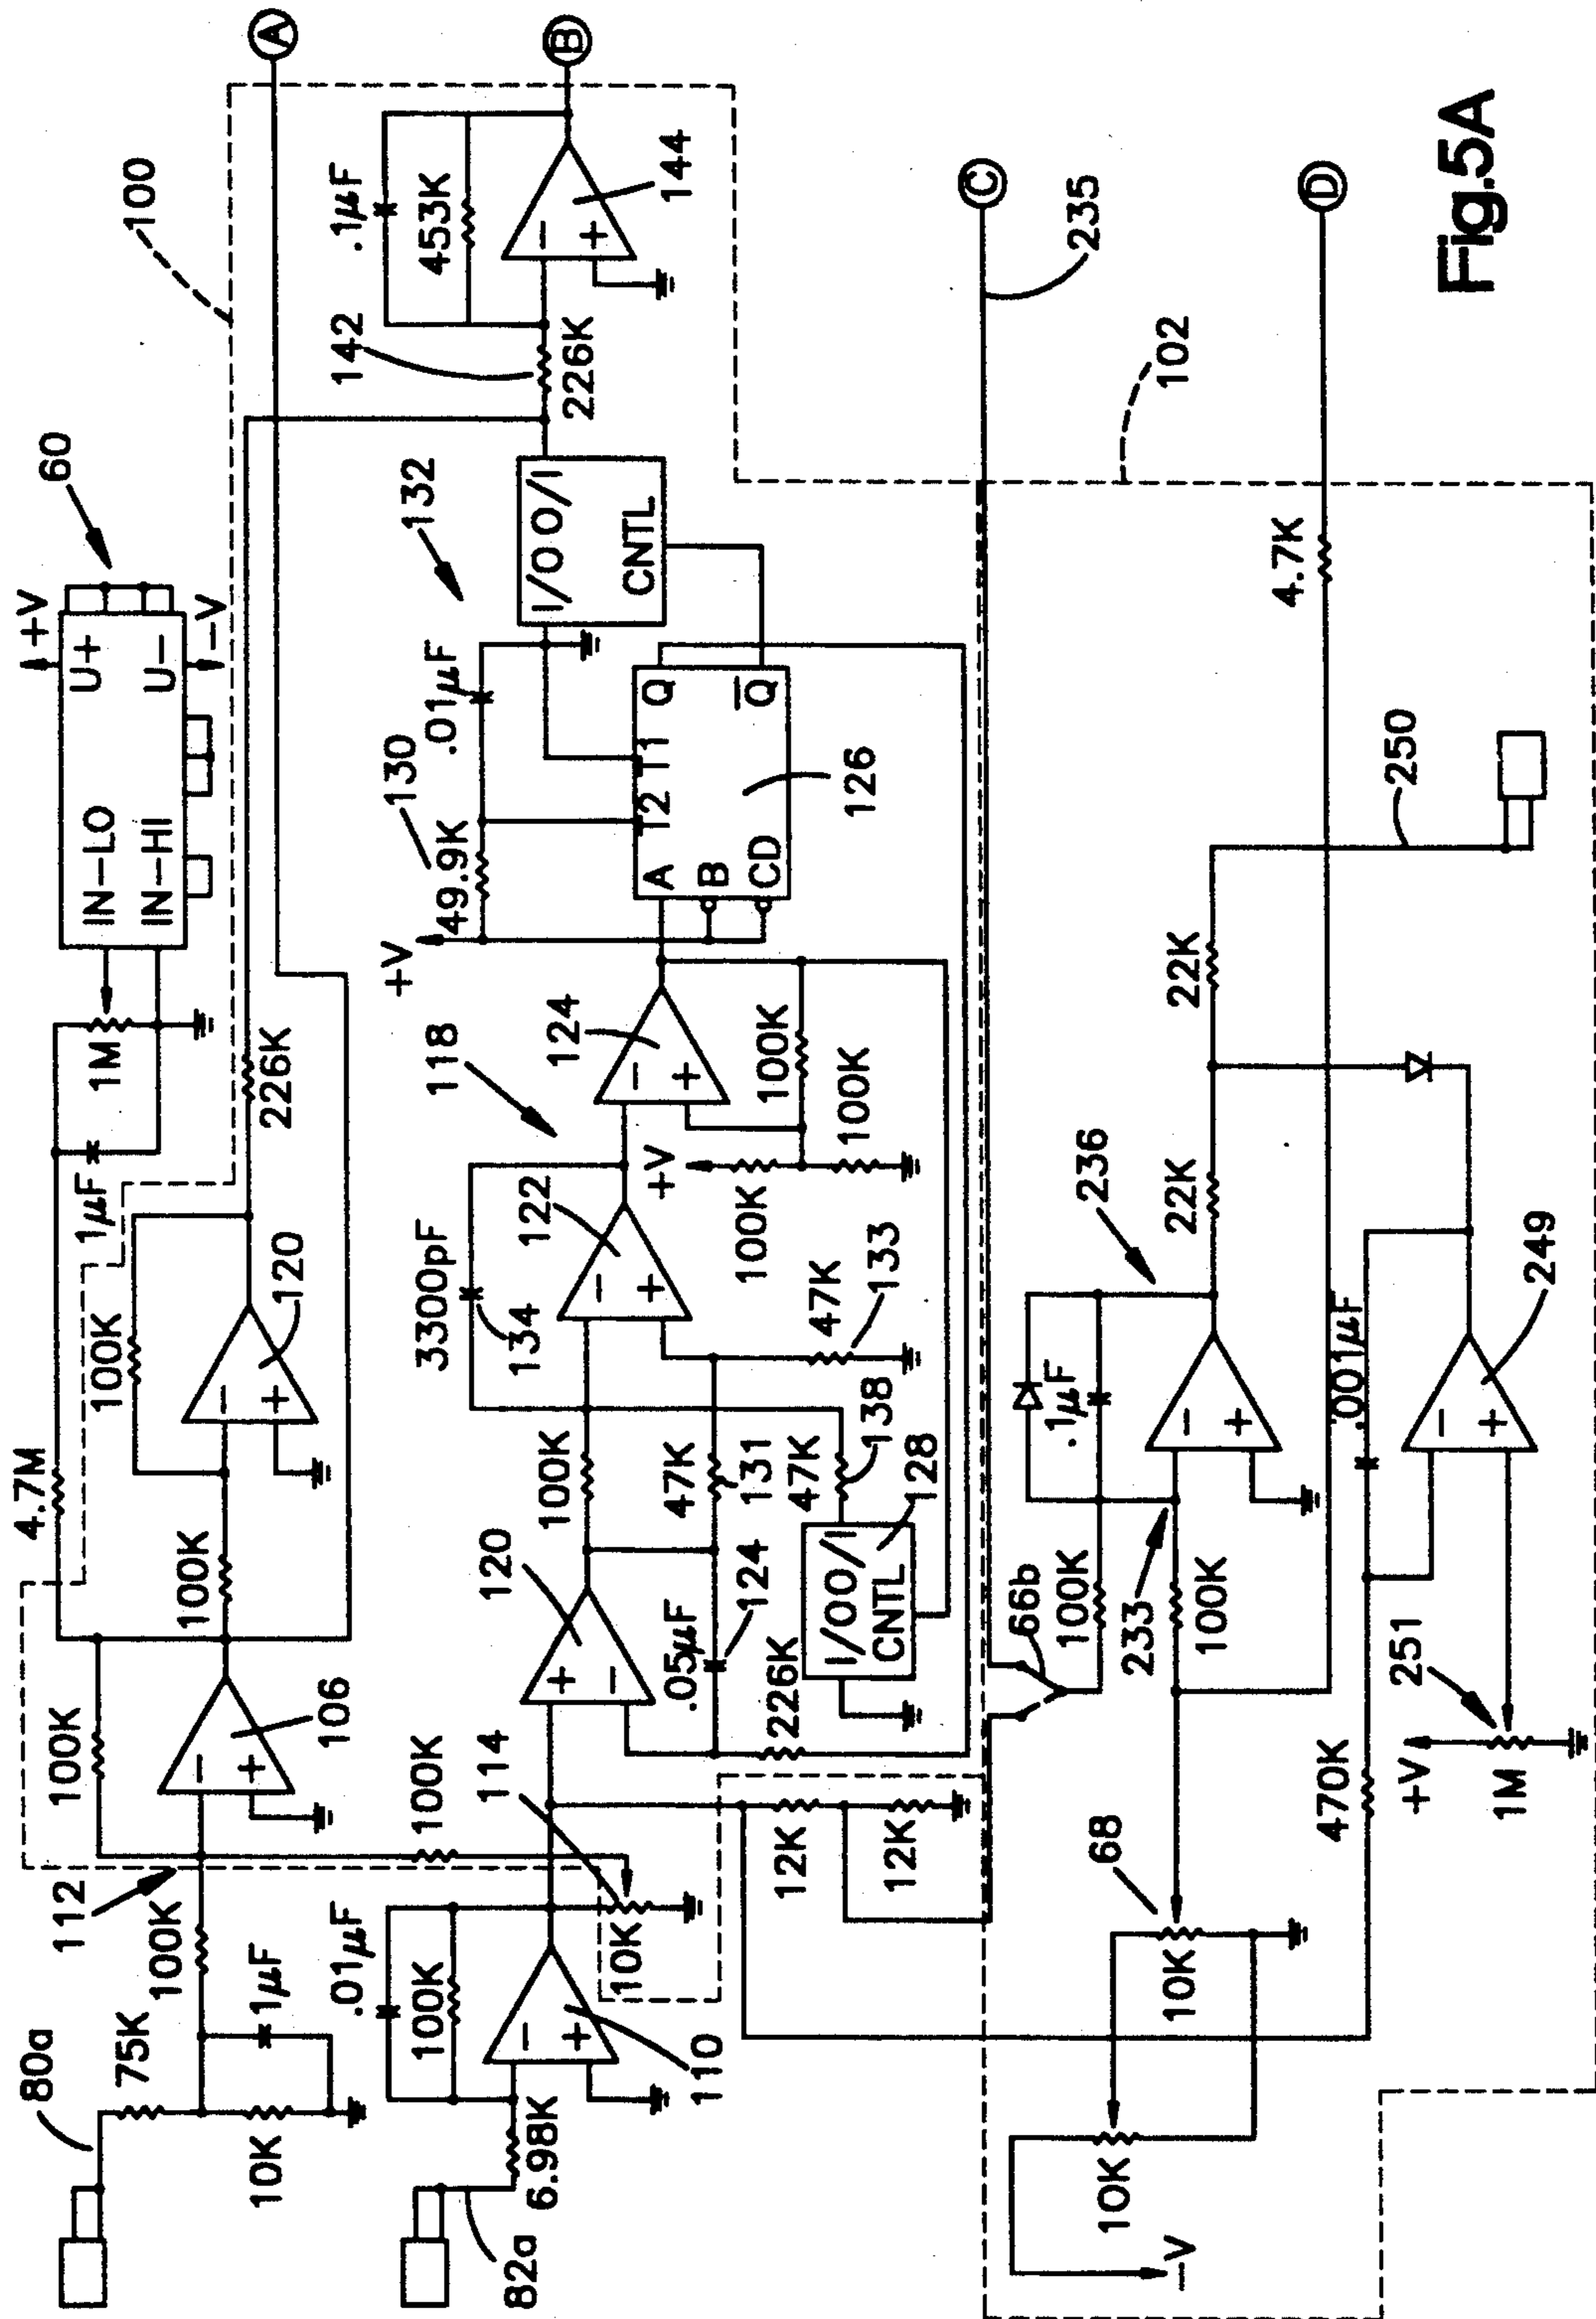 80a
75K
10K
1µF
100K
112
100K
106
−
+
100K
100K
120
−
+
4.7M
1µF
1M
226K
IN-LO
IN-HI
U+
U-
+V
-V
60
100
A
82a
6.98K
.01µF
100K
−
+
110
10K
114
100K
120
+
−
.05µF
124
226K
100K
47K
131
47K
138
128
I/O O/I
CNTL
3300pF
134
122
−
+
47K
133
118
+V
100K
100K
100K
124
−
+
+V
130
49.9K
.01µF
T2
T1
A
B
CD
Q
Q̅
126
132
I/O O/I
CNTL
142
226K
.1µF
453K
−
+
144
B
12K
12K
C
235
102
-V
10K
10K
68
66b
100K
233
100K
.1µF
−
+
236
22K
22K
250
4.7K
D
470K
+V
1M
251
.001µF
−
+
249
Fig.5A